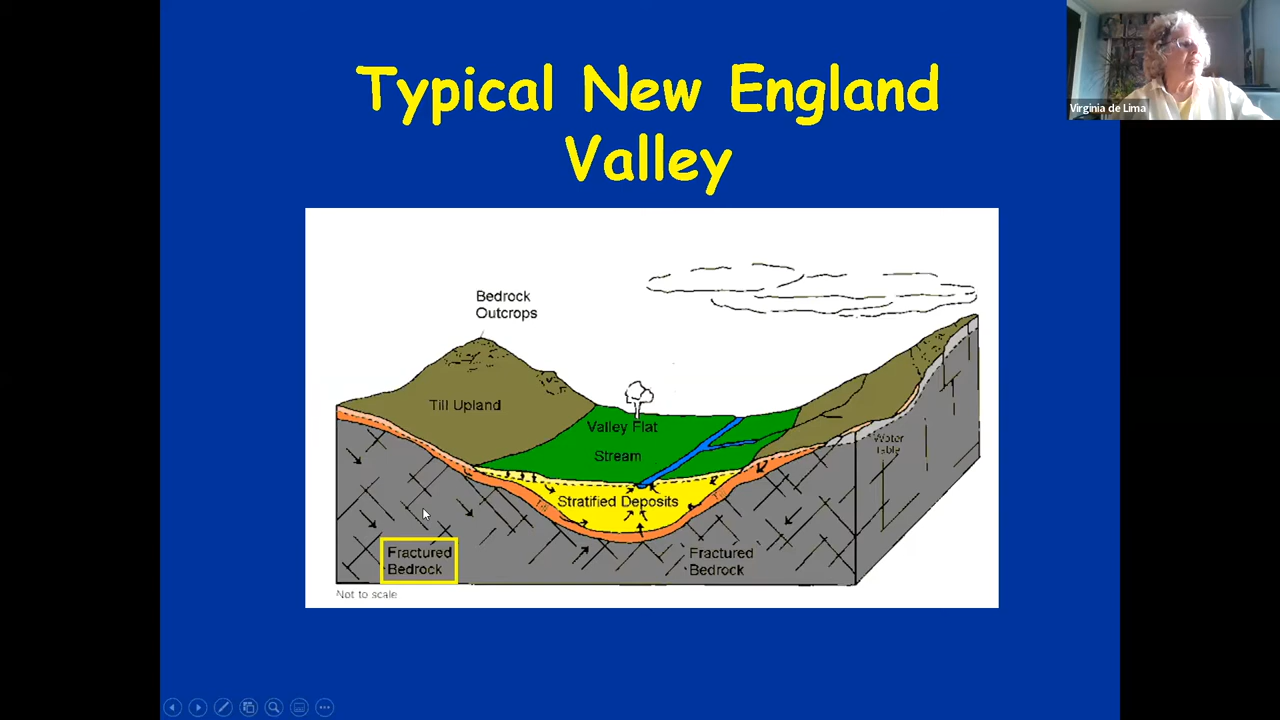 Typical New England
Valley
Virginia de Lima
Bedrock
Outcrops
Till Upland
Valley Flat
Stream
Water
Table
Stratified Deposits
Till
Fractured
Bedrock
Fractured
Bedrock
Not to scale